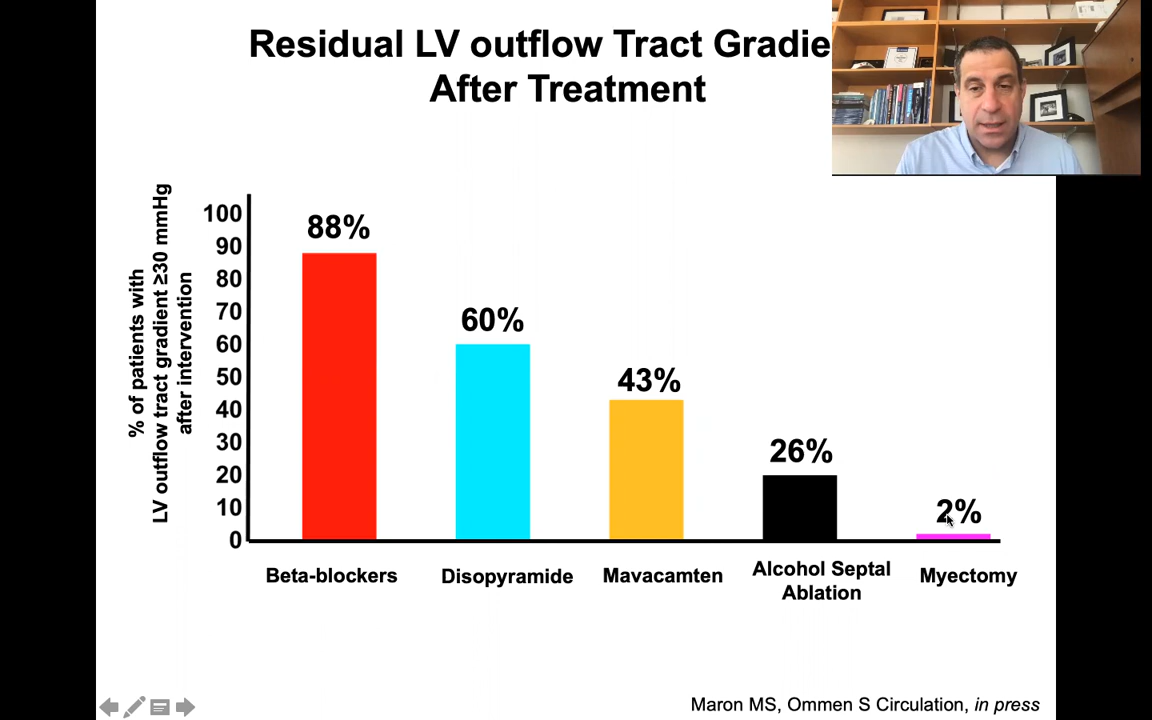 Residual LV outflow Tract Gradie
After Treatment
% of patients with
LV outflow tract gradient ≥30 mmHg
after intervention
100
90
80
70
60
50
40
30
20
10
0
88%
60%
43%
26%
2%
Beta-blockers
Disopyramide
Mavacamten
Alcohol Septal
Ablation
Myectomy
Maron MS, Ommen S Circulation, in press